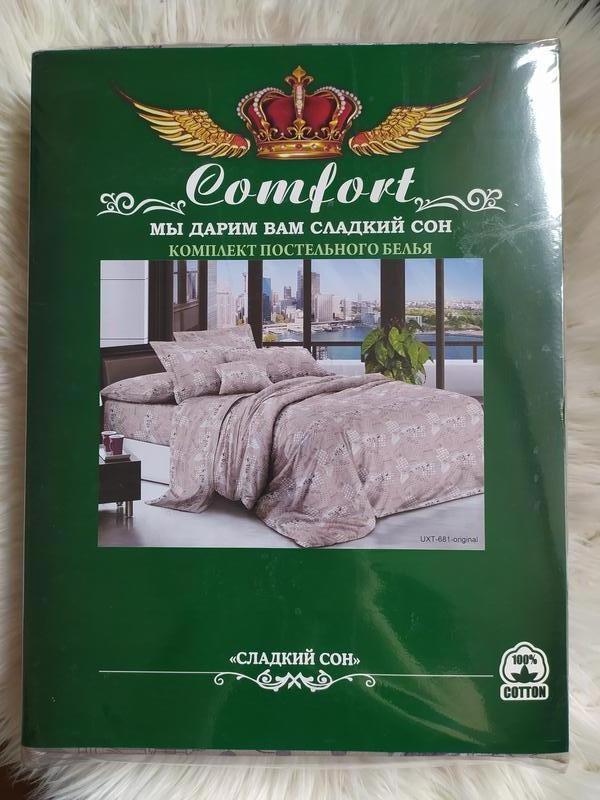 Comfort
МЫ ДАРИМ ВАМ СЛАДКИЙ СОН
КОМПЛЕКТ ПОСТЕЛЬНОГО БЕЛЬЯ
UXT-681-original
«СЛАДКИЙ СОН»
100%
COTTON